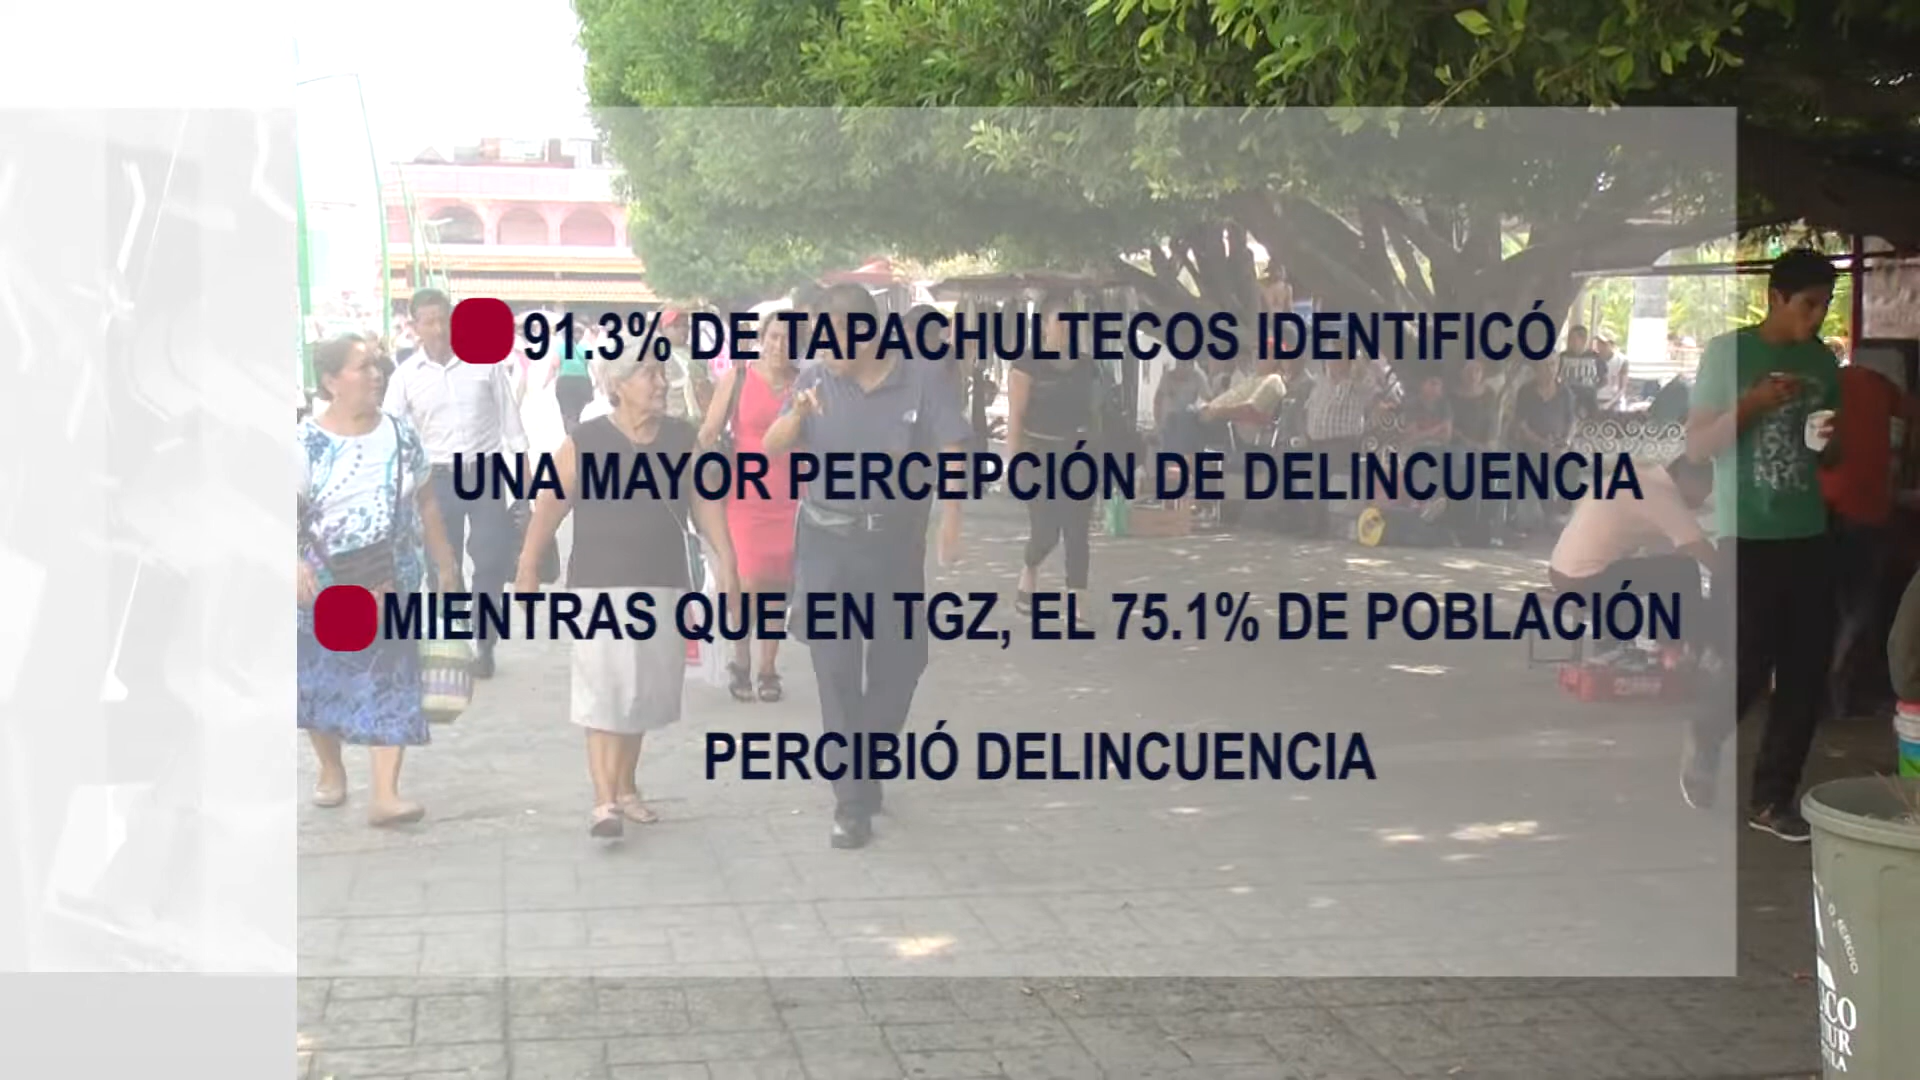 91.3% DE TAPACHULTECOS IDENTIFICÓ
UNA MAYOR PERCEPCIÓN DE DELINCUENCIA
MIENTRAS QUE EN TGZ, EL 75.1% DE POBLACIÓN
PERCIBIÓ DELINCUENCIA